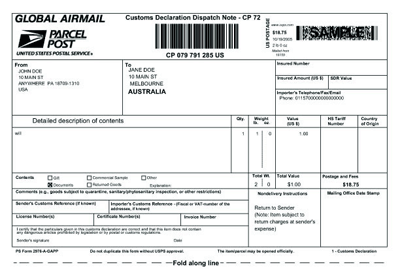 GLOBAL AIRMAIL
Customs Declaration Dispatch Note - CP 72
PARCEL
POST
UNITED STATES POSTAL SERVICE
CP 079 791 285 US
US POSTAGE
$18.75
SAMPLE
From
JOHN DOE
10 MAIN ST
ANYWHERE PA 18709-1310
USA
To
JANE DOE
10 MAIN ST
MELBOURNE
AUSTRALIA
Insured Number
Insured Amount (US $)
SDR Value
Importer's Telephone/Fax/Email
Detailed description of contents
Qty.
Weight
lb. oz.
Value
(US $)
HS Tariff
Number
Country
of Origin
1 1 0 1.00
Contents
Gift
Commercial Sample
Other
Documents
Returned Goods
Explanation:
Total Wt.
2 0
Total Value
$1.00
Postage and Fees
$18.75
Comments (e.g. goods subject to quarantine, sanitary/phytosanitary inspection, or other restrictions)
Nondelivery Instructions
Mailing Office Date Stamp
Return to Sender
(Note: Item subject to
return charges at sender's
expense)
Sender's Customs Reference (if known)
Importer's Customs Reference - (Fiscal or VAT-number of the
addressee, if known)
License Number(s)
Certificate Number(s)
Invoice Number
I certify that the particulars given in this customs declaration are correct and that this item does not contain
any dangerous articles prohibited by legislation or by postal or customs regulations.
Sender's signature
Date
PS Form 2976-A-GAPP
Do not duplicate this form without USPS approval.
The item/parcel may be opened officially.
1 - Customs Declaration
Fold along line